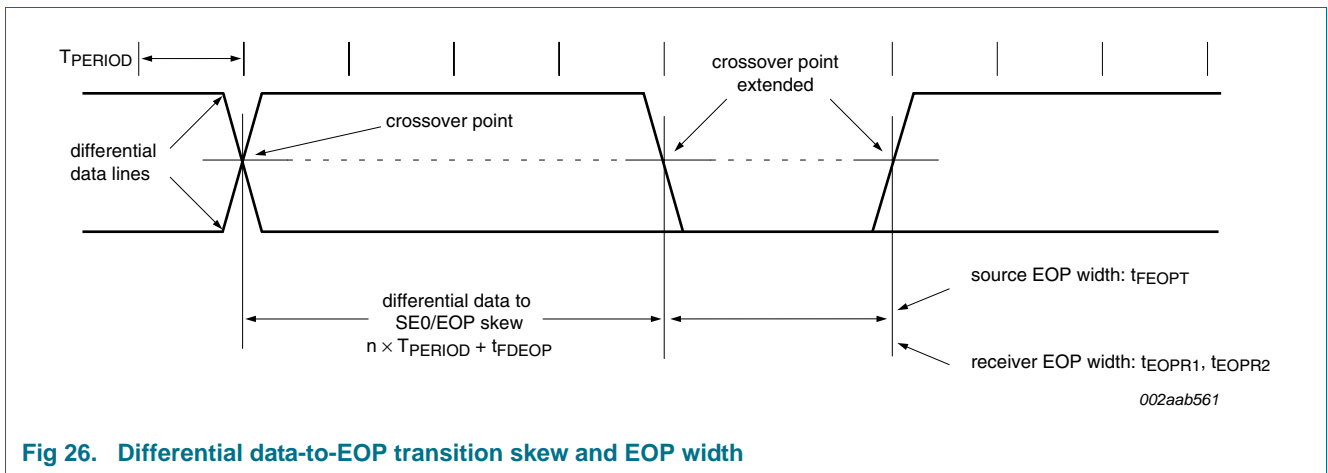 TPERIOD
crossover point
extended
crossover point
differential
data lines
source EOP width: tFEOPT
differential data to
SE0/EOP skew
n × TPERIOD + tFDEOP
receiver EOP width: tEOPR1, tEOPR2
002aab561
Fig 26. Differential data-to-EOP transition skew and EOP width